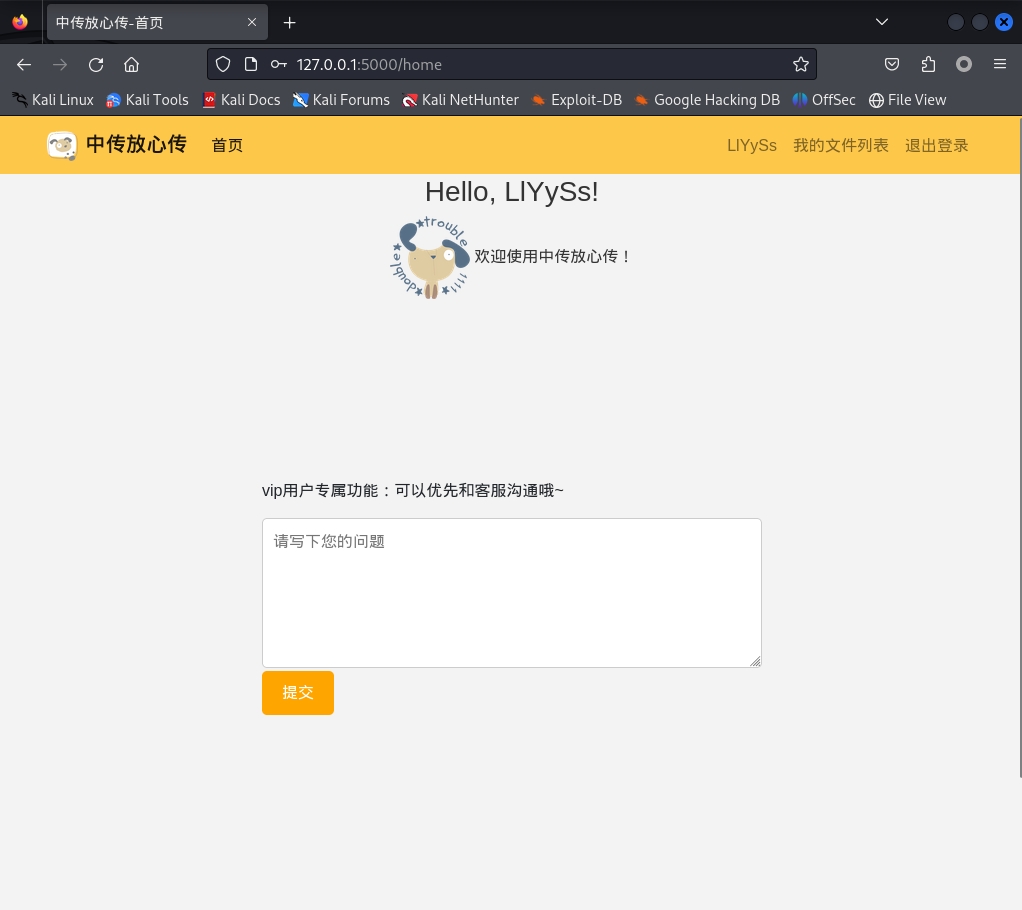 中传放心传-首页
127.0.0.1:5000/home
Kali Linux Kali Tools Kali Docs Kali Forums Kali NetHunter Exploit-DB Google Hacking DB OffSec File View
中传放心传 首页 LlYySs 我的文件列表 退出登录
Hello, LlYySs!
trouble
double
欢迎使用中传放心传！
vip用户专属功能：可以优先和客服沟通哦~
请写下您的问题
提交